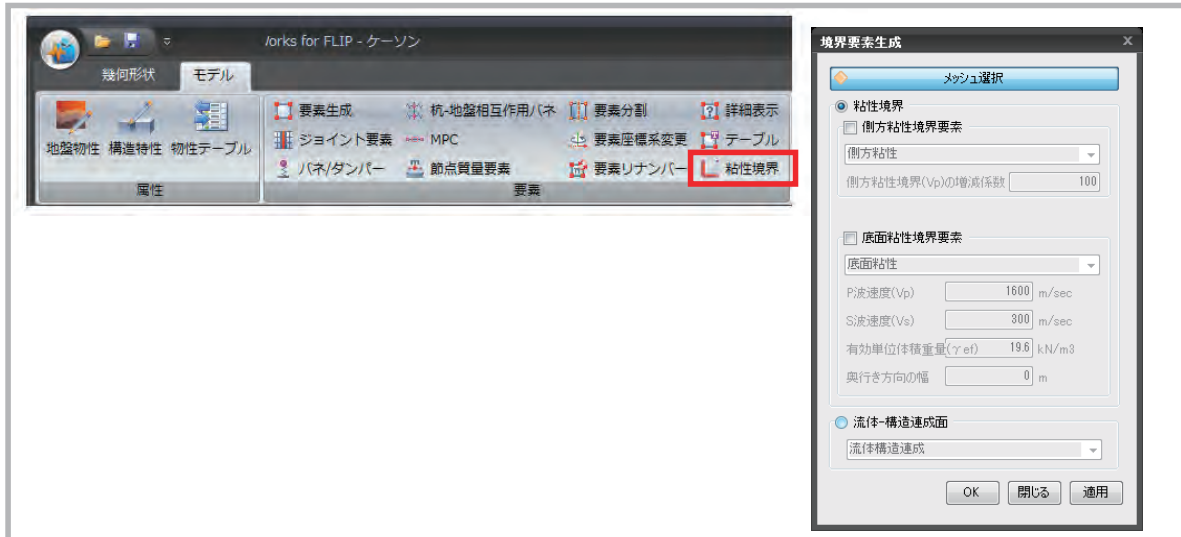 /orks for FLIP - ケーソン
幾何形状 モデル
要素生成 杭-地盤相互作用バネ 要素分割 詳細表示
地盤物性 構造特性 物性テーブル
ジョイント要素 MPC 要素座標系変更 テーブル
バネ/ダンパー 節点質量要素 要素リナンバー 粘性境界
属性 要素
境界要素生成 X
メッシュ選択
粘性境界
側方粘性境界要素
側方粘性
側方粘性境界(Vp)の増減係数 100
底面粘性境界要素
底面粘性
P波速度(Vp) 1600 m/sec
S波速度(Vs) 300 m/sec
有効単位体積重量(γef) 19.6 kN/m3
奥行き方向の幅 0 m
流体-構造連成面
流体構造連成
OK 閉じる 適用